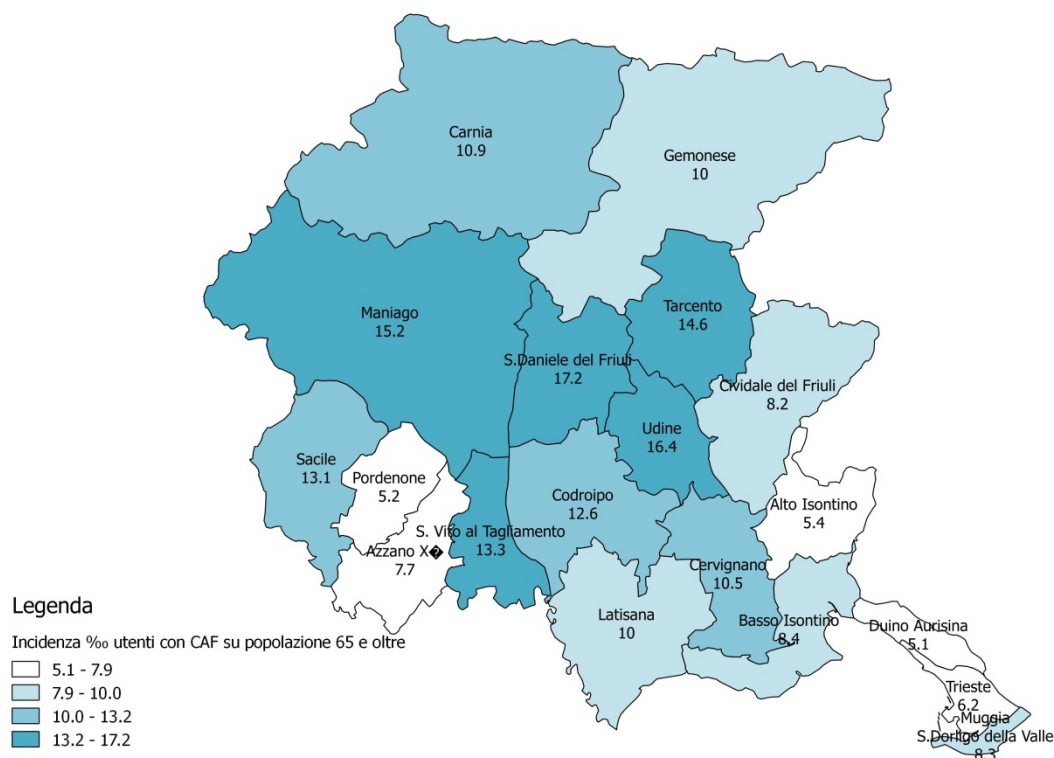 Carnia
10.9
Gemonese
10
Maniago
15.2
Tarcento
14.6
S.Daniele del Friuli
17.2
Cividale del Friuli
8.2
Udine
16.4
Sacile
13.1
Pordenone
5.2
Codroipo
12.6
Alto Isontino
5.4
S. Vito al Tagliamento
13.3
Azzano X�
7.7
Cervignano
10.5
Latisana
10
Basso Isontino
8.4
Duino Aurisina
5.1
Trieste
6.2
Muggia
S.Dorligo della Valle
8.3
Legenda
Incidenza %₀ utenti con CAF su popolazione 65 e oltre
5.1 - 7.9
7.9 - 10.0
10.0 - 13.2
13.2 - 17.2